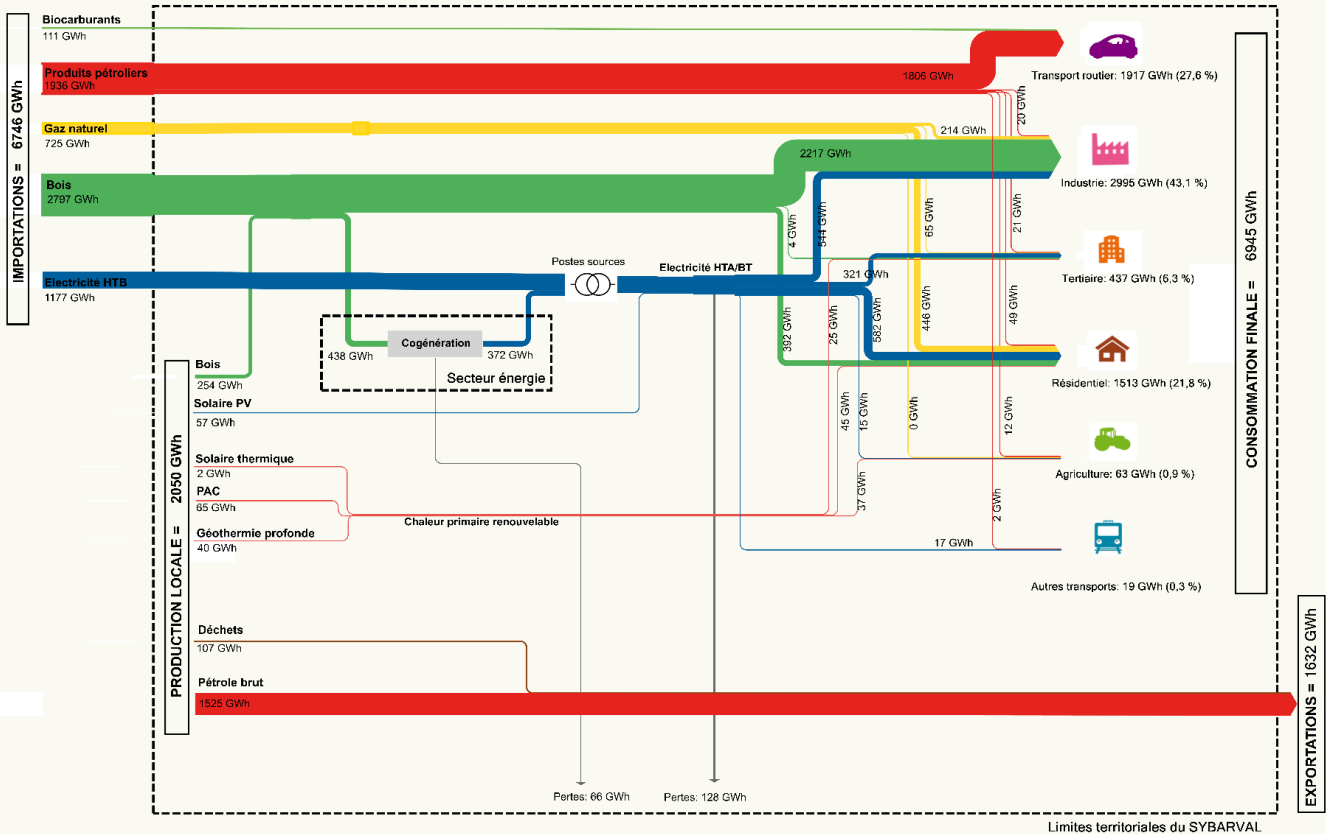 IMPORTATIONS = 6746 GWh
Biocarburants
111 GWh
Produits pétroliers
1936 GWh
1806 GWh
Gaz naturel
725 GWh
214 GWh
20 GWh
Bois
2797 GWh
2217 GWh
Electricité HTB
1177 GWh
Postes sources
Electricité HTA/BT
4 GWh
544 GWh
65 GWh
21 GWh
321 GWh
392 GWh
25 GWh
582 GWh
446 GWh
49 GWh
438 GWh
Cogénération
372 GWh
Secteur énergie
PRODUCTION LOCALE = 2050 GWh
Bois
254 GWh
Solaire PV
57 GWh
45 GWh
15 GWh
0 GWh
12 GWh
Solaire thermique
2 GWh
PAC
65 GWh
Géothermie profonde
40 GWh
Chaleur primaire renouvelable
37 GWh
2 GWh
17 GWh
Déchets
107 GWh
Pétrole brut
1525 GWh
Pertes: 66 GWh
Pertes: 128 GWh
Transport routier: 1917 GWh (27,6 %)
Industrie: 2995 GWh (43,1 %)
Tertiaire: 437 GWh (6,3 %)
Résidentiel: 1513 GWh (21,8 %)
Agriculture: 63 GWh (0,9 %)
Autres transports: 19 GWh (0,3 %)
CONSOMMATION FINALE = 6945 GWh
EXPORTATIONS = 1632 GWh
Limites territoriales du SYBARVAL